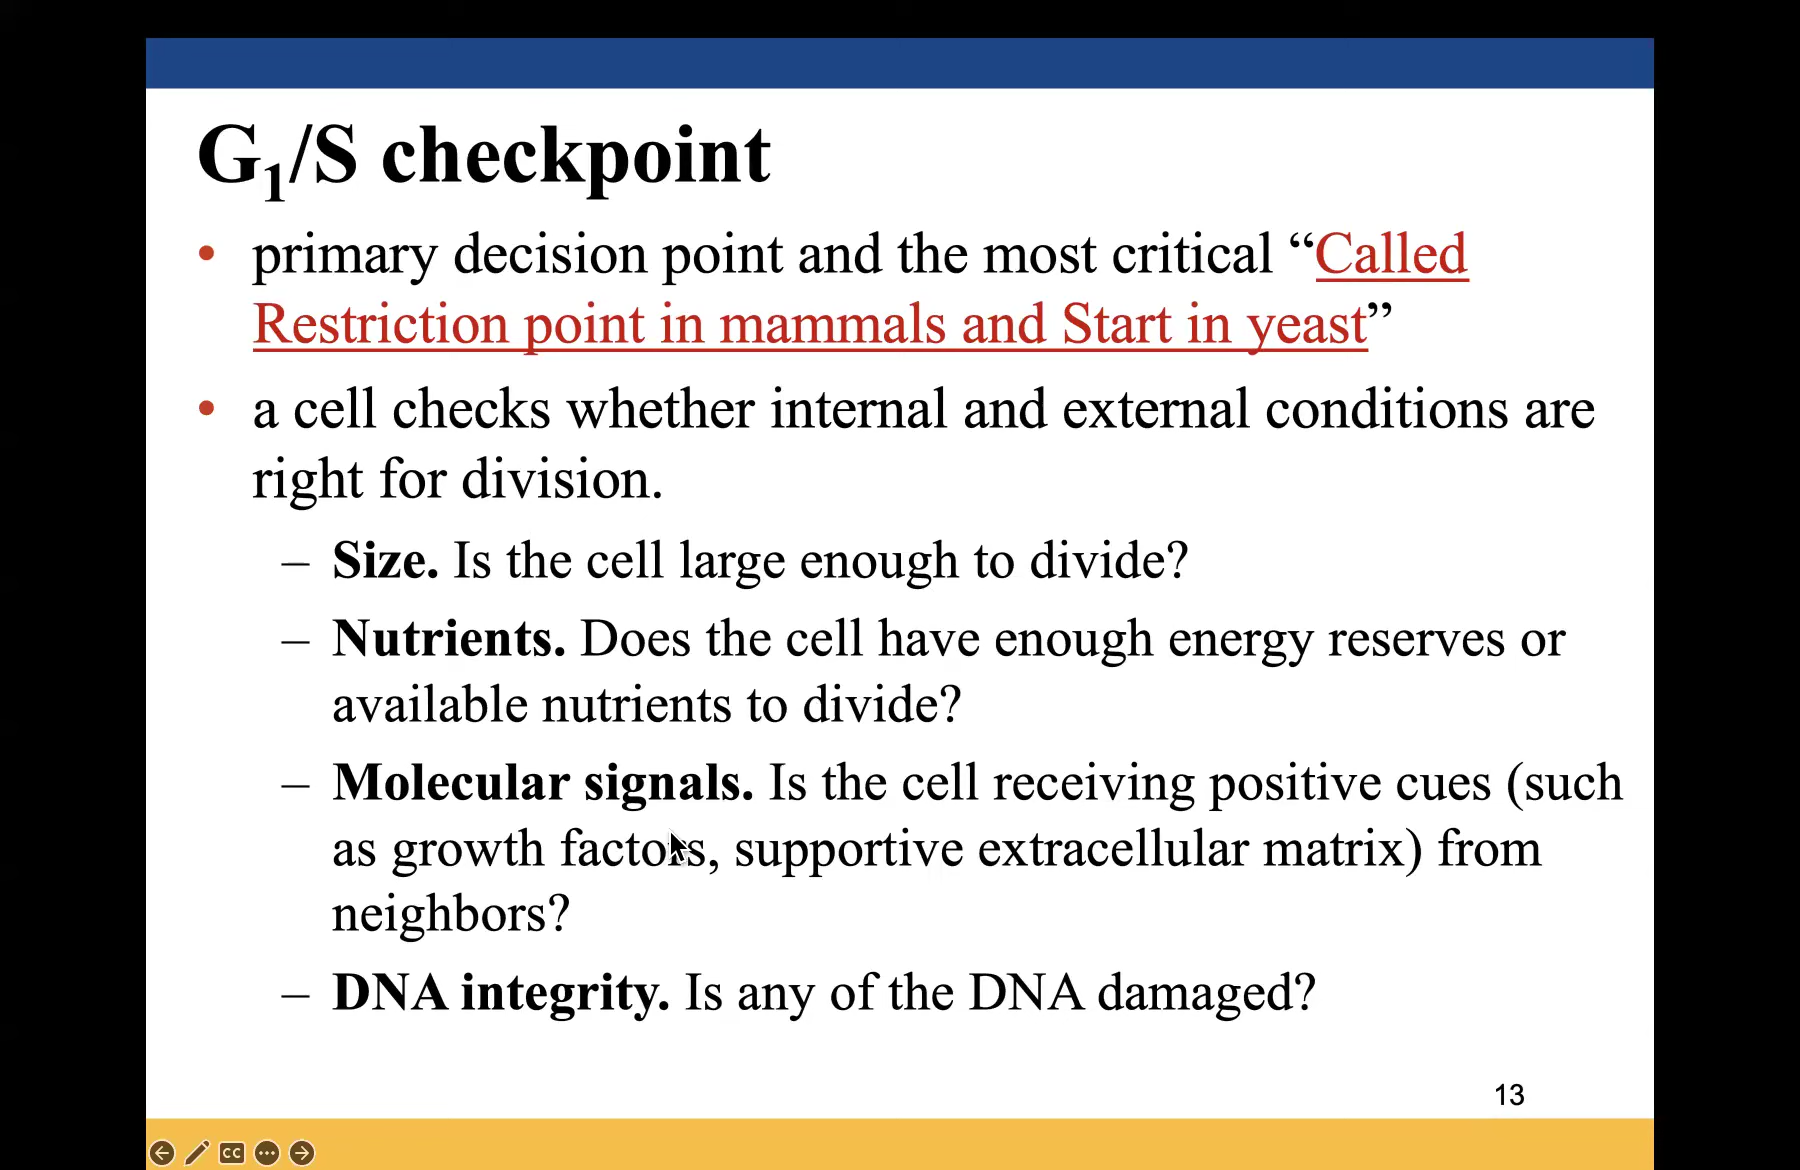 G₁/S checkpoint
• primary decision point and the most critical “Called
Restriction point in mammals and Start in yeast”
• a cell checks whether internal and external conditions are
right for division.
– Size. Is the cell large enough to divide?
– Nutrients. Does the cell have enough energy reserves or
available nutrients to divide?
– Molecular signals. Is the cell receiving positive cues (such
as growth factors, supportive extracellular matrix) from
neighbors?
– DNA integrity. Is any of the DNA damaged?
13
CC